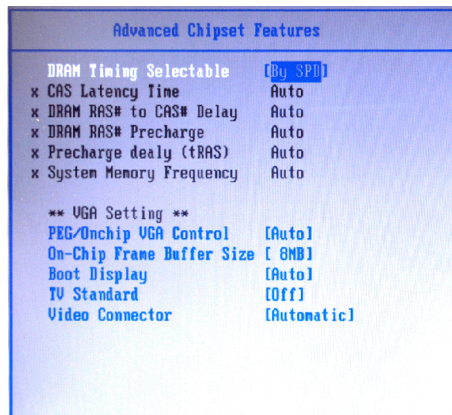 Advanced Chipset Features
DRAM Timing Selectable [By SPD]
x CAS Latency Time Auto
x DRAM RAS# to CAS# Delay Auto
x DRAM RAS# Precharge Auto
x Precharge dealy (tRAS) Auto
x System Memory Frequency Auto
** VGA Setting **
PEG/Onchip VGA Control [Auto]
On-Chip Frame Buffer Size [ 8MB]
Boot Display [Auto]
TV Standard [Off]
Video Connector [Automatic]